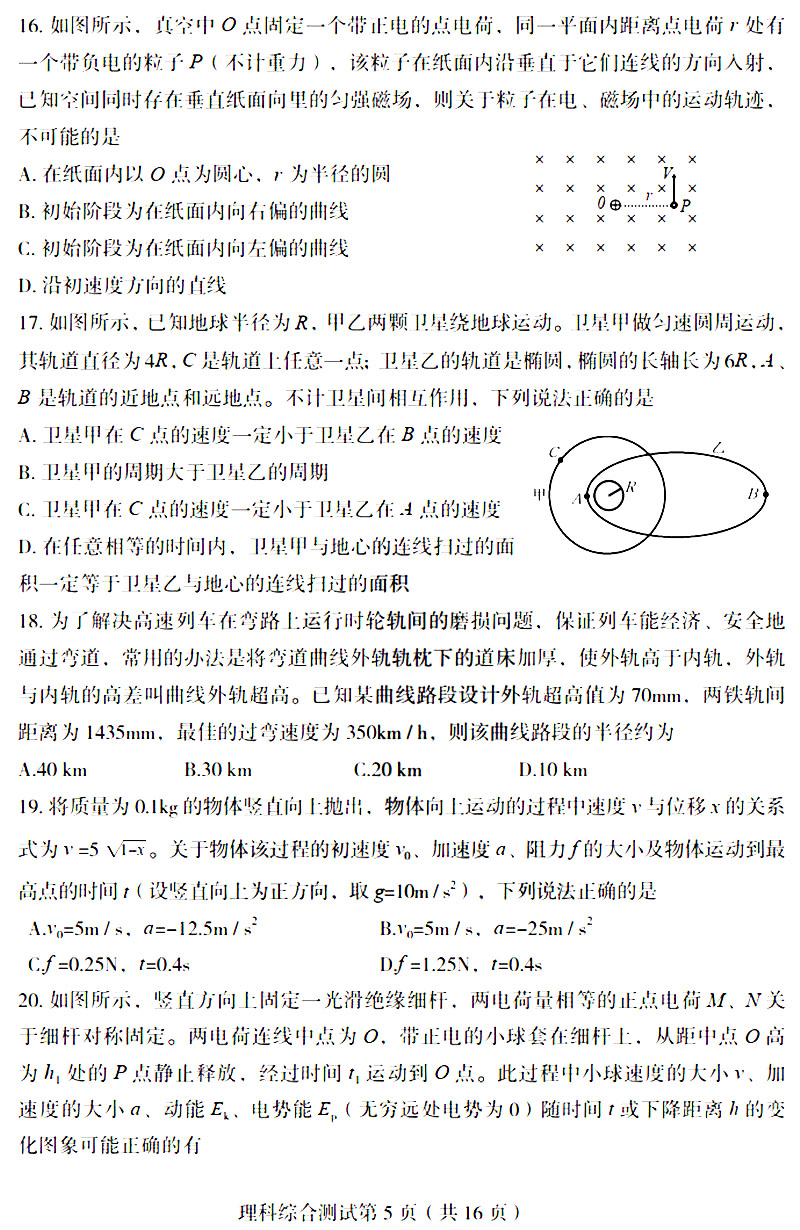 16. 如图所示，真空中 O 点固定一个带正电的点电荷，同一平面内距离点电荷 r 处有
一个带负电的粒子 P（不计重力），该粒子在纸面内沿垂直于它们连线的方向入射，
已知空间同时存在垂直纸面向里的匀强磁场，则关于粒子在电、磁场中的运动轨迹，
不可能的是
A. 在纸面内以 O 点为圆心，r 为半径的圆
B. 初始阶段为在纸面内向右偏的曲线
C. 初始阶段为在纸面内向左偏的曲线
D. 沿初速度方向的直线
× × × × × ×
V
× × × × × ×
0 r P
× × × × × ×
× × × × × ×
17. 如图所示，已知地球半径为 R，甲乙两颗卫星绕地球运动。卫星甲做匀速圆周运动，
其轨道直径为 4R，C 是轨道上任意一点；卫星乙的轨道是椭圆，椭圆的长轴长为 6R，A、
B 是轨道的近地点和远地点。不计卫星间相互作用，下列说法正确的是
A. 卫星甲在 C 点的速度一定小于卫星乙在 B 点的速度
B. 卫星甲的周期大于卫星乙的周期
C. 卫星甲在 C 点的速度一定小于卫星乙在 A 点的速度
D. 在任意相等的时间内，卫星甲与地心的连线扫过的面
积一定等于卫星乙与地心的连线扫过的面积
C 乙
甲 A R B
18. 为了解决高速列车在弯路上运行时轮轨间的磨损问题，保证列车能经济、安全地
通过弯道，常用的办法是将弯道曲线外轨轨枕下的道床加厚，使外轨高于内轨，外轨
与内轨的高差叫曲线外轨超高。已知某曲线路段设计外轨超高值为 70mm，两铁轨间
距离为 1435mm，最佳的过弯速度为 350km / h，则该曲线路段的半径约为
A.40 km B.30 km C.20 km D.10 km
19. 将质量为 0.1kg 的物体竖直向上抛出，物体向上运动的过程中速度 v 与位移 x 的关系
式为 v =5 √1−x 。关于物体该过程的初速度 v₀、加速度 a、阻力 f 的大小及物体运动到最
高点的时间 t（设竖直向上为正方向，取 g=10m / s²），下列说法正确的是
A.v₀=5m / s，a=−12.5m / s² B.v₀=5m / s，a=−25m / s²
C.f =0.25N，t=0.4s D.f =1.25N，t=0.4s
20. 如图所示，竖直方向上固定一光滑绝缘细杆，两电荷量相等的正点电荷 M、N 关
于细杆对称固定。两电荷连线中点为 O，带正电的小球套在细杆上，从距中点 O 高
为 h₁ 处的 P 点静止释放，经过时间 t₁ 运动到 O 点。此过程中小球速度的大小 v、加
速度的大小 a、动能 Eₖ、电势能 Eₚ（无穷远处电势为 0）随时间 t 或下降距离 h 的变
化图象可能正确的有
理科综合测试第 5 页（共 16 页）